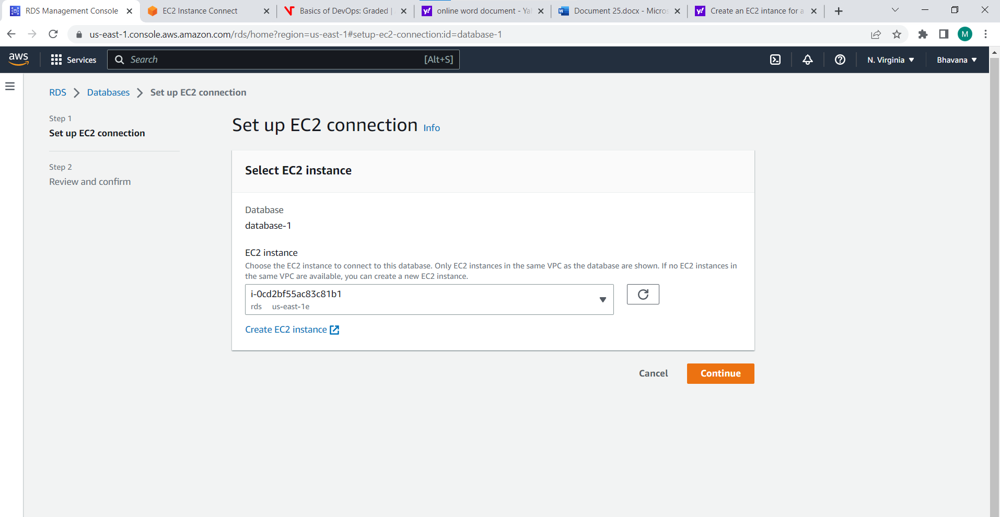 RDS Management Console
EC2 Instance Connect
Basics of DevOps: Graded |
online word document - Ya
Document 25.docx - Micros
Create an EC2 intance for a
us-east-1.console.aws.amazon.com/rds/home?region=us-east-1#setup-ec2-connection:id=database-1
M
aws
Services
Search
[Alt+S]
N. Virginia
Bhavana
RDS
Databases
Set up EC2 connection
Step 1
Set up EC2 connection
Step 2
Review and confirm
Set up EC2 connection Info
Select EC2 instance
Database
database-1
EC2 instance
Choose the EC2 instance to connect to this database. Only EC2 instances in the same VPC as the database are shown. If no EC2 instances in
the same VPC are available, you can create a new EC2 instance.
i-0cd2bf55ac83c81b1
rds us-east-1e
Create EC2 instance
Cancel
Continue